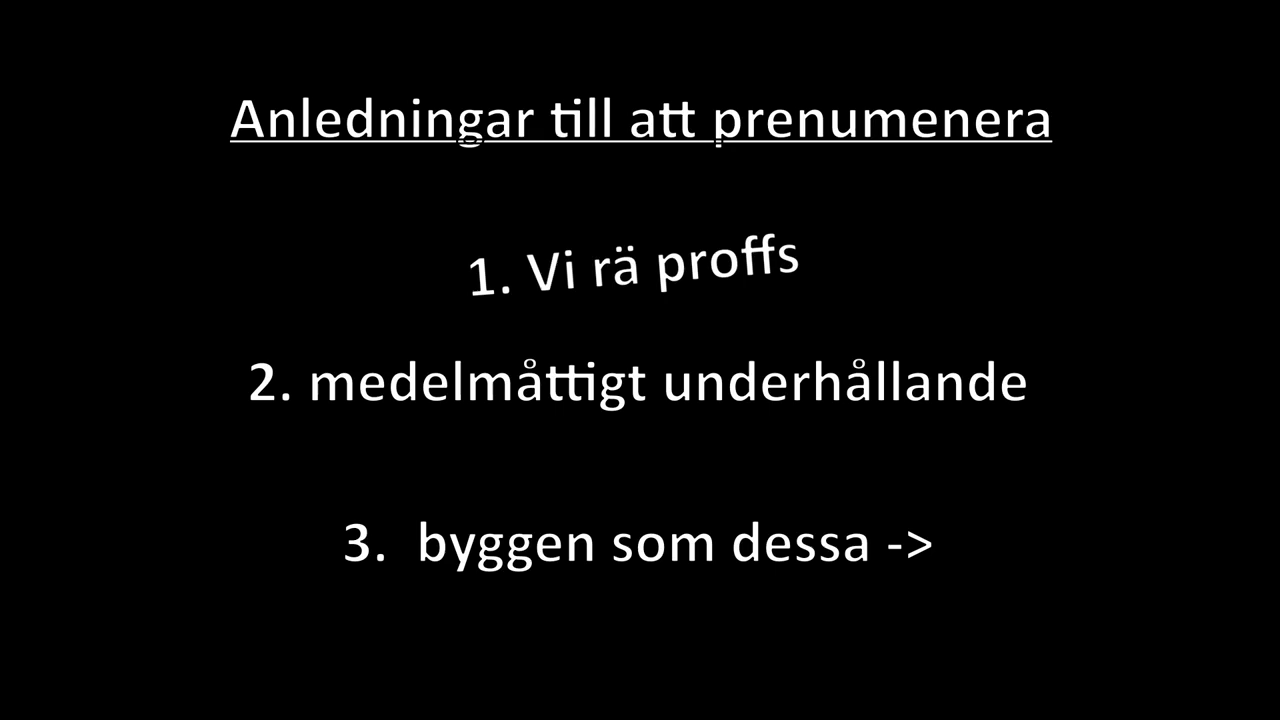 Anledningar till att prenumenera
1. Vi rä proffs
2. medelmåttigt underhållande
3. byggen som dessa ->